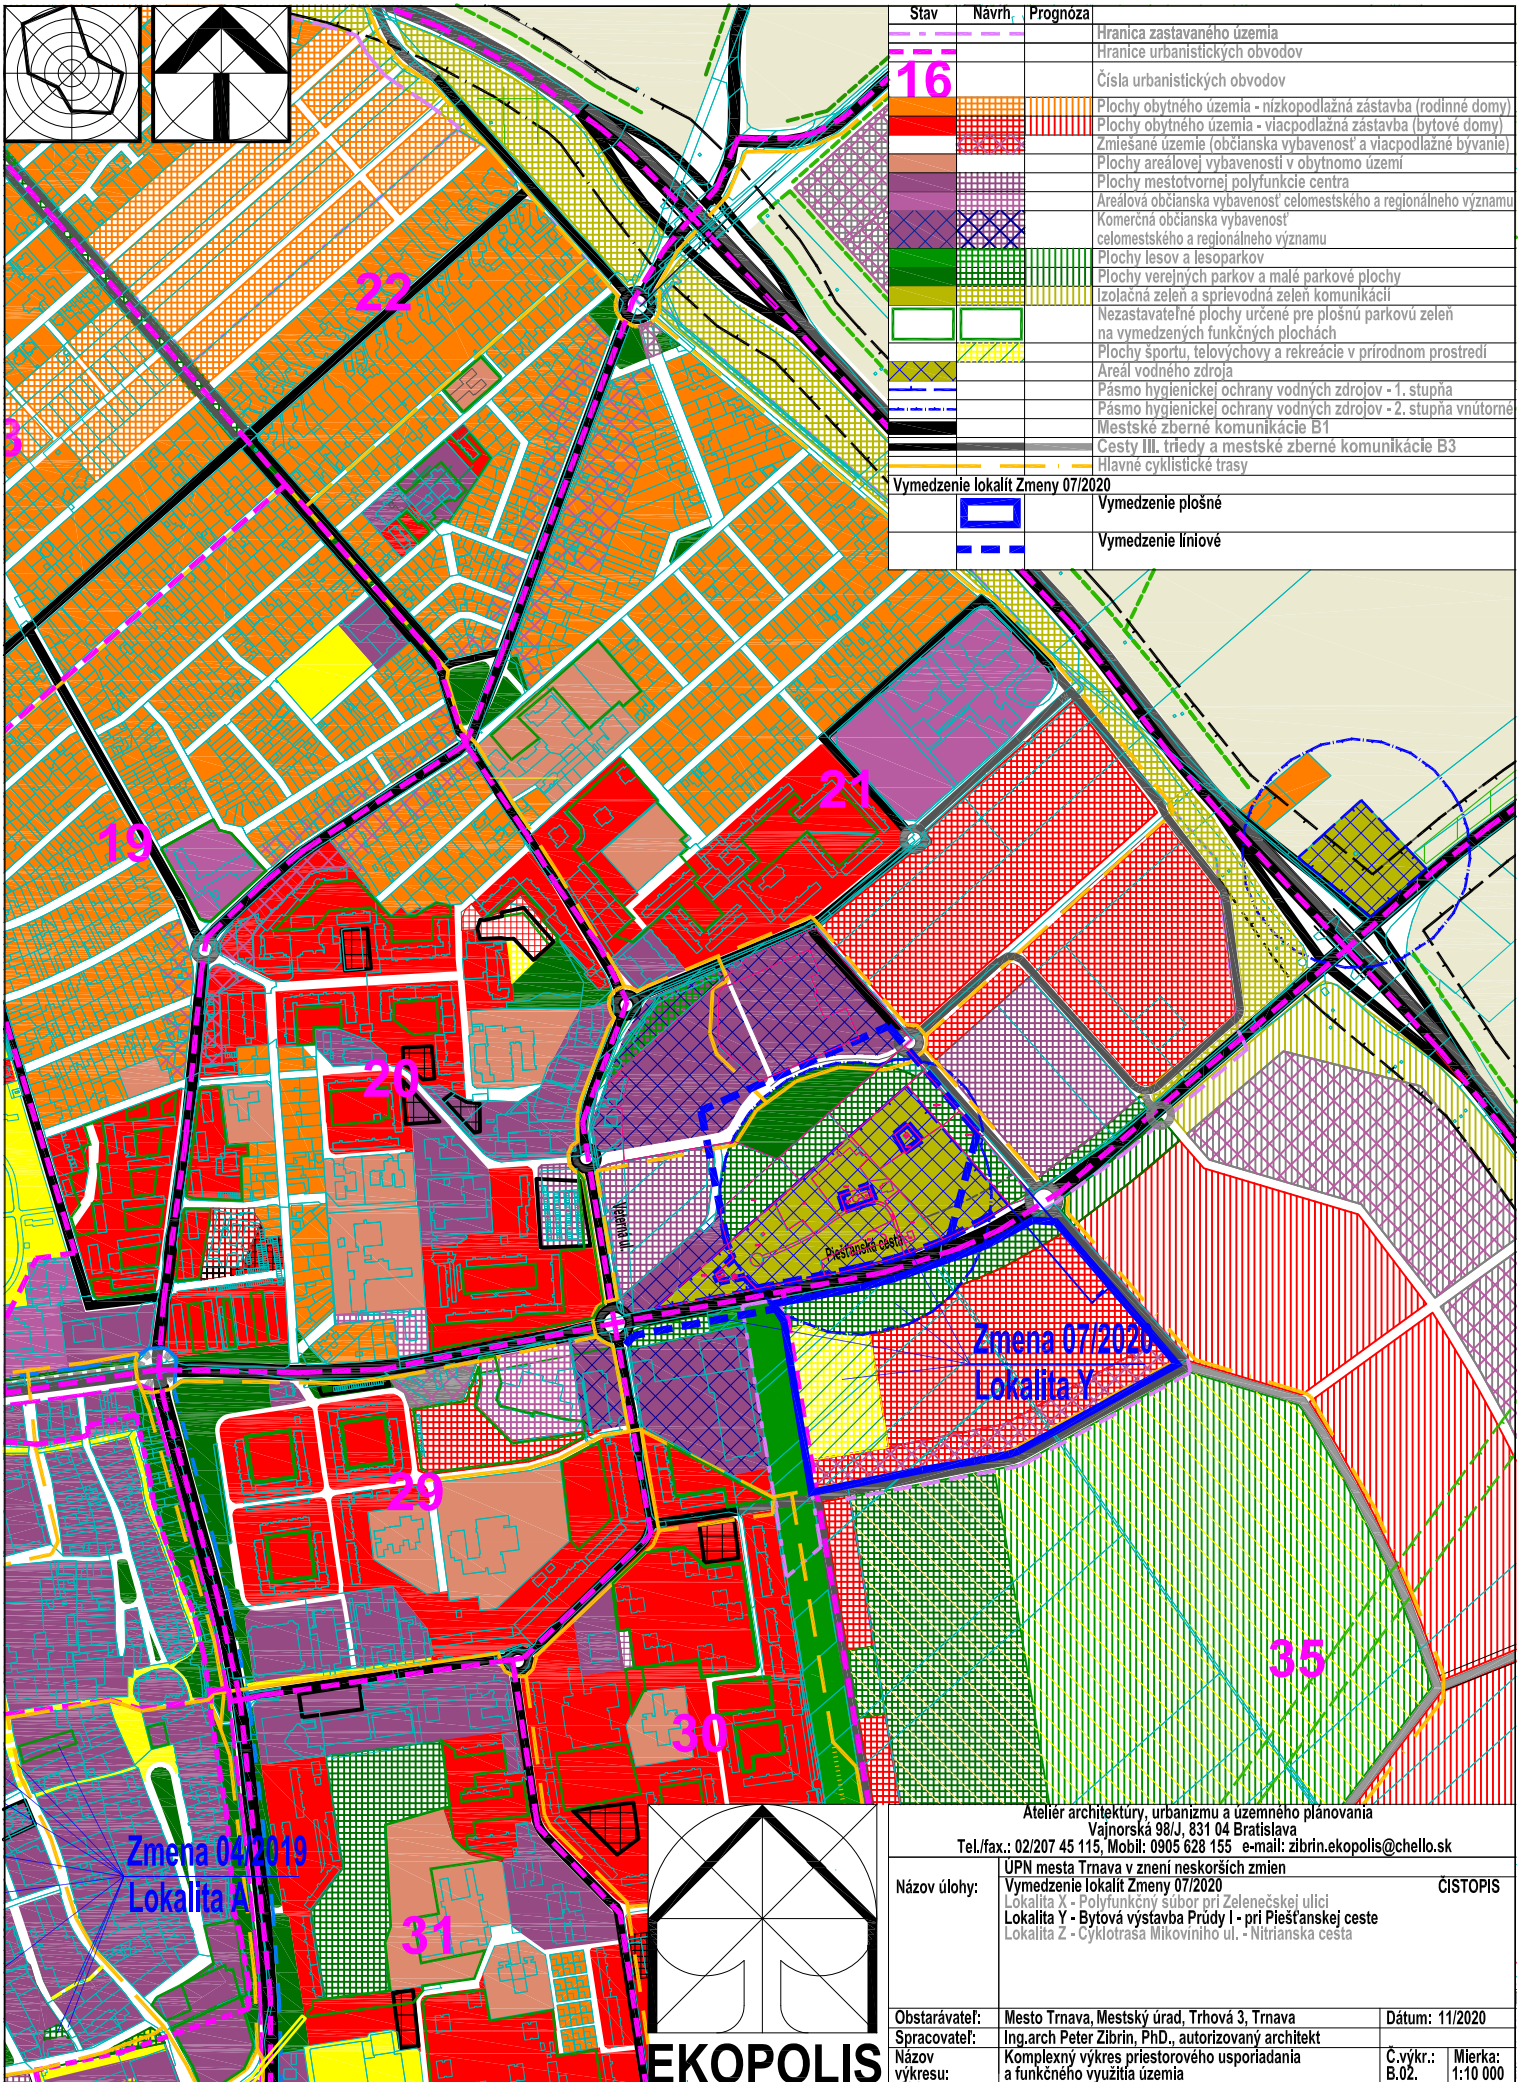 Stav Návrh Prognóza
Hranica zastavaného územia
Hranice urbanistických obvodov
16
Čísla urbanistických obvodov
Plochy obytného územia - nízkopodlažná zástavba (rodinné domy)
Plochy obytného územia - viacpodlažná zástavba (bytové domy)
Zmiešané územie (občianska vybavenosť a viacpodlažné bývanie)
Plochy areálovej vybavenosti v obytnomo území
Plochy mestotvornej polyfunkcie centra
Areálová občianska vybavenosť celomestského a regionálneho významu
Komerčná občianska vybavenosť
celomestského a regionálneho významu
Plochy lesov a lesoparkov
Plochy verejných parkov a malé parkové plochy
Izolačná zeleň a sprievodná zeleň komunikácií
Nezastavateľné plochy určené pre plošnú parkovú zeleň
na vymedzených funkčných plochách
Plochy športu, telovýchovy a rekreácie v prírodnom prostredí
Areál vodného zdroja
Pásmo hygienickej ochrany vodných zdrojov - 1. stupňa
Pásmo hygienickej ochrany vodných zdrojov - 2. stupňa vnútorné
Mestské zberné komunikácie B1
Cesty III. triedy a mestské zberné komunikácie B3
Hlavné cyklistické trasy
Vymedzenie lokalít Zmeny 07/2020
Vymedzenie plošné
Vymedzenie líniové
22
3
21
19
20
Veterná ul.
Piešťanská cesta
Zmena 07/2020
Lokalita Y
29
35
30
Zmena 04/2019
Lokalita A
31
EKOPOLIS
Ateliér architektúry, urbanizmu a územného plánovania
Vajnorská 98/J, 831 04 Bratislava
Tel./fax.: 02/207 45 115, Mobil: 0905 628 155 e-mail: zibrin.ekopolis@chello.sk
Názov úlohy:
ÚPN mesta Trnava v znení neskorších zmien
Vymedzenie lokalít Zmeny 07/2020 ČISTOPIS
Lokalita X - Polyfunkčný súbor pri Zelenečskej ulici
Lokalita Y - Bytová výstavba Prúdy I - pri Piešťanskej ceste
Lokalita Z - Cyklotrasa Mikovíniho ul. - Nitrianska cesta
Obstarávateľ: Mesto Trnava, Mestský úrad, Trhová 3, Trnava Dátum: 11/2020
Spracovateľ: Ing.arch Peter Zibrin, PhD., autorizovaný architekt
Názov Komplexný výkres priestorového usporiadania Č.výkr.: Mierka:
výkresu: a funkčného využitia územia B.02. 1:10 000